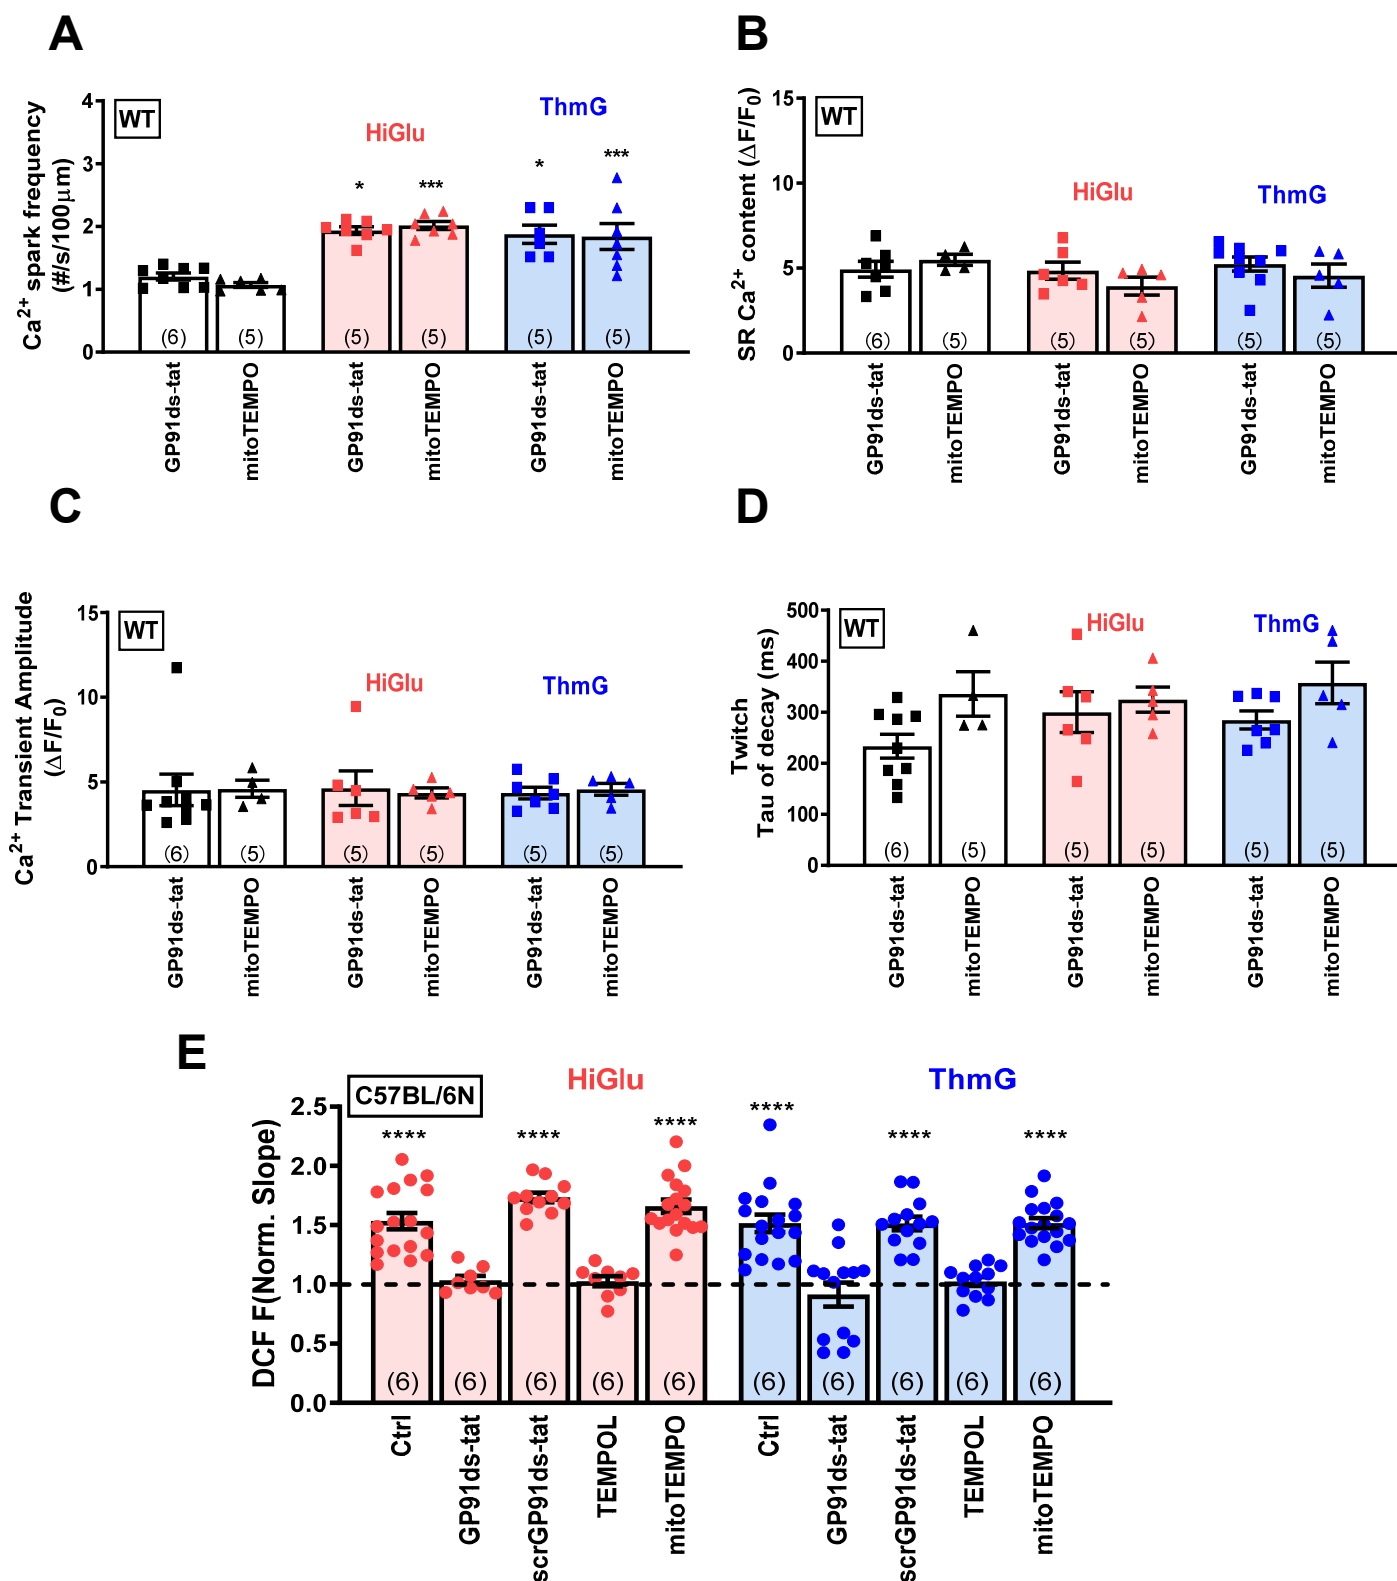 A
Ca2+ spark frequency
(#/s/100μm)
4
3
2
1
0
WT
HiGlu
ThmG
*
***
*
***
(6)
(5)
(5)
(5)
(5)
(5)
GP91ds-tat
mitoTEMPO
GP91ds-tat
mitoTEMPO
GP91ds-tat
mitoTEMPO
B
SR Ca2+ content (ΔF/F0)
15
10
5
0
WT
HiGlu
ThmG
(6)
(5)
(5)
(5)
(5)
(5)
GP91ds-tat
mitoTEMPO
GP91ds-tat
mitoTEMPO
GP91ds-tat
mitoTEMPO
C
Ca2+ Transient Amplitude
(ΔF/F0)
15
10
5
0
WT
HiGlu
ThmG
(6)
(5)
(5)
(5)
(5)
(5)
GP91ds-tat
mitoTEMPO
GP91ds-tat
mitoTEMPO
GP91ds-tat
mitoTEMPO
D
Twitch
Tau of decay (ms)
500
400
300
200
100
0
WT
HiGlu
ThmG
(6)
(5)
(5)
(5)
(5)
(5)
GP91ds-tat
mitoTEMPO
GP91ds-tat
mitoTEMPO
GP91ds-tat
mitoTEMPO
E
DCF F(Norm. Slope)
2.5
2.0
1.5
1.0
0.5
0.0
C57BL/6N
HiGlu
ThmG
****
****
****
****
****
****
(6)
(6)
(6)
(6)
(6)
(6)
(6)
(6)
(6)
(6)
Ctrl
GP91ds-tat
scrGP91ds-tat
TEMPOL
mitoTEMPO
Ctrl
GP91ds-tat
scrGP91ds-tat
TEMPOL
mitoTEMPO